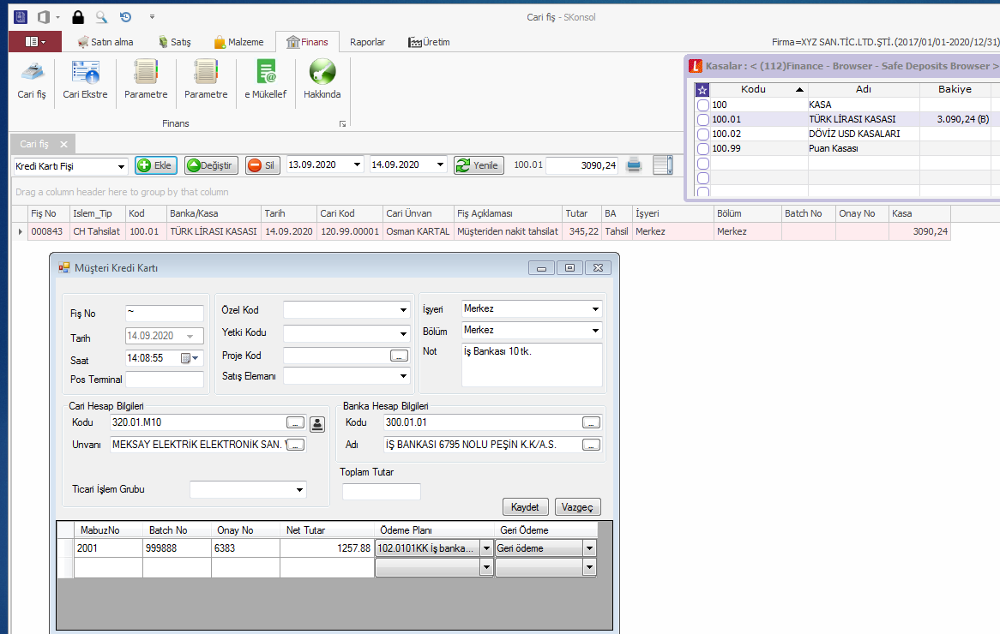 Cari fiş - SKonsol
Satın alma Satış Malzeme Finans Raporlar Üretim
Firma=XYZ SAN.TİC.LTD.ŞTİ.(2017/01/01-2020/12/31)
Cari fiş Cari Ekstre Parametre Parametre e Mükellef Hakkında
Finans
Kasalar : < (112)Finance - Browser - Safe Deposits Browser >
Kodu Adı Bakiye
100 KASA
100.01 TÜRK LİRASI KASASI 3.090,24 (B)
100.02 DÖVİZ USD KASALARI
100.99 Puan Kasası
Cari fiş
Kredi Kartı Fişi Ekle Değiştir Sil 13.09.2020 14.09.2020 Yenile 100.01 3090,24
Drag a column header here to group by that column
Fiş No Islem_Tip Kod Banka/Kasa Tarih Cari Kod Cari Ünvan Fiş Açıklaması Tutar BA İşyeri Bölüm Batch No Onay No Kasa
000843 CH Tahsilat 100.01 TÜRK LİRASI KASASI 14.09.2020 120.99.00001 Osman KARTAL Müşteriden nakit tahsilat 345,22 Tahsil Merkez Merkez 3090,24
Müşteri Kredi Kartı
Fiş No ~
Tarih 14.09.2020
Saat 14:08:55
Pos Terminal
Özel Kod
Yetki Kodu
Proje Kod ...
Satış Elemanı
İşyeri Merkez
Bölüm Merkez
Not İş Bankası 10 tk.
Cari Hesap Bilgileri
Kodu 320.01.M10 ...
Unvanı MEKSAY ELEKTRİK ELEKTRONİK SAN. ...
Ticari İşlem Grubu
Banka Hesap Bilgileri
Kodu 300.01.01 ...
Adı İŞ BANKASI 6795 NOLU PEŞİN K.K/A.S. ...
Toplam Tutar
Kaydet Vazgeç
MabuzNo Batch No Onay No Net Tutar Ödeme Planı Geri Ödeme
2001 999888 6383 1257.88 102.0101KK İş banka... Geri ödeme